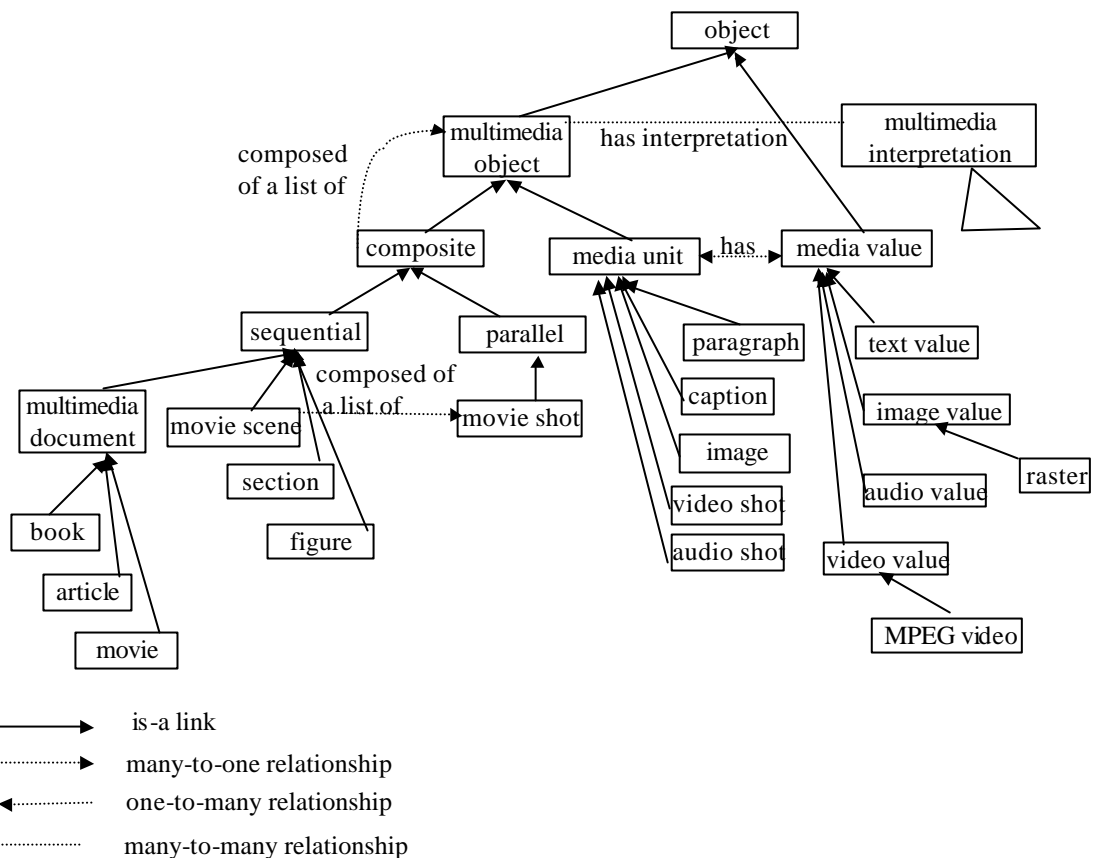 object
multimedia
object
has interpretation
multimedia
interpretation
composed
of a list of
composite
media unit
has
media value
sequential
parallel
paragraph
text value
composed of
a list of
multimedia
document
movie scene
movie shot
caption
image value
section
image
raster
book
figure
video shot
audio value
audio shot
video value
article
movie
MPEG video
is-a link
many-to-one relationship
one-to-many relationship
many-to-many relationship